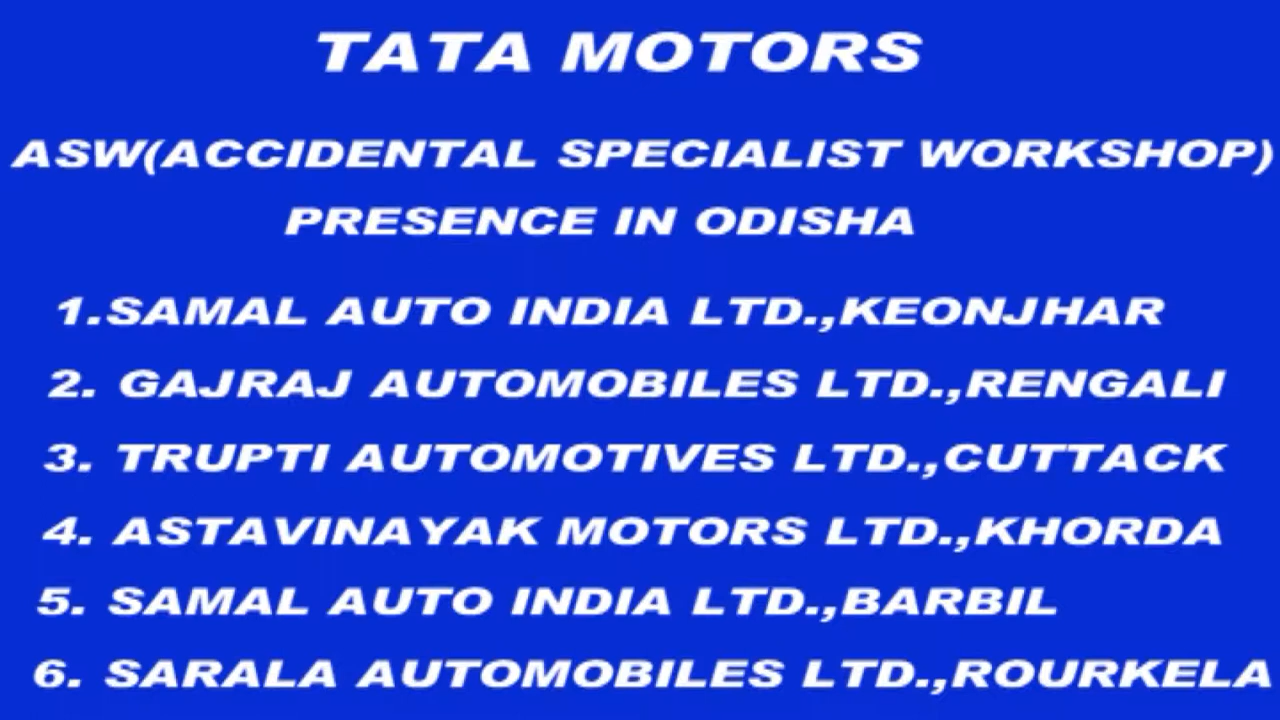 TATA MOTORS
ASW(ACCIDENTAL SPECIALIST WORKSHOP)
PRESENCE IN ODISHA
1.SAMAL AUTO INDIA LTD.,KEONJHAR
2. GAJRAJ AUTOMOBILES LTD.,RENGALI
3. TRUPTI AUTOMOTIVES LTD.,CUTTACK
4. ASTAVINAYAK MOTORS LTD.,KHORDA
5. SAMAL AUTO INDIA LTD.,BARBIL
6. SARALA AUTOMOBILES LTD.,ROURKELA